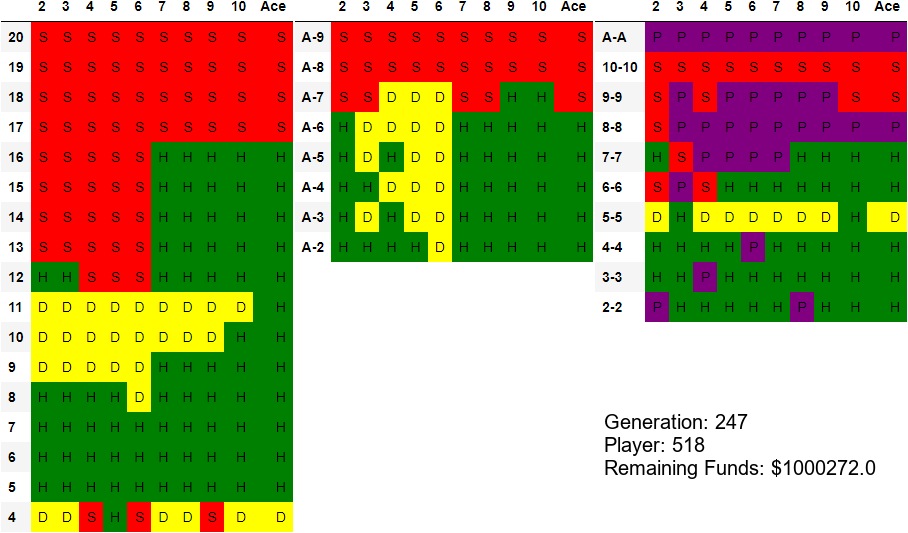 2 3 4 5 6 7 8 9 10 Ace
20 S S S S S S S S S S
19 S S S S S S S S S S
18 S S S S S S S S S S
17 S S S S S S S S S S
16 S S S S S H H H H H
15 S S S S S H H H H H
14 S S S S S H H H H H
13 S S S S S H H H H H
12 H H S S S H H H H H
11 D D D D D D D D D H
10 D D D D D D D D H H
9 D D D D D H H H H H
8 H H H H D H H H H H
7 H H H H H H H H H H
6 H H H H H H H H H H
5 H H H H H H H H H H
4 D D S H S D D S D D
2 3 4 5 6 7 8 9 10 Ace
A-9 S S S S S S S S S S
A-8 S S S S S S S S S S
A-7 S S D D D S S H H S
A-6 H D D D D H H H H H
A-5 H D H D D H H H H H
A-4 H H D D D H H H H H
A-3 H D H D D H H H H H
A-2 H H H H D H H H H H
2 3 4 5 6 7 8 9 10 Ace
A-A P P P P P P P P P P
10-10 S S S S S S S S S S
9-9 S P S P P P P P S S
8-8 S P P P P P P P P P
7-7 H S P P P P H H H H
6-6 S P S H H H H H H H
5-5 D H D D D D D D H D
4-4 H H H H P H H H H H
3-3 H H P H H H H H H H
2-2 P H H H H H P H H H
Generation: 247
Player: 518
Remaining Funds: $1000272.0